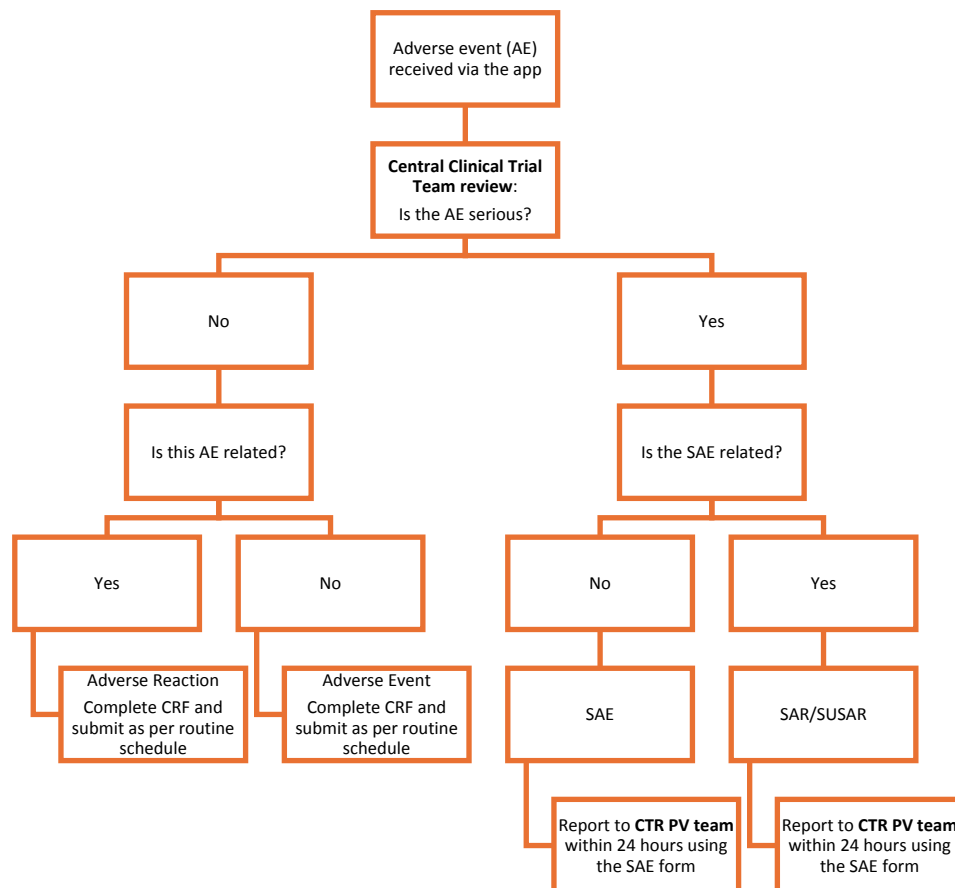 Adverse event (AE)
received via the app
Central Clinical Trial
Team review:
Is the AE serious?
No
Yes
Is this AE related?
Is the SAE related?
Yes
No
No
Yes
Adverse Reaction
Complete CRF and
submit as per routine
schedule
Adverse Event
Complete CRF and
submit as per routine
schedule
SAE
SAR/SUSAR
Report to CTR PV team
within 24 hours using
the SAE form
Report to CTR PV team
within 24 hours using
the SAE form